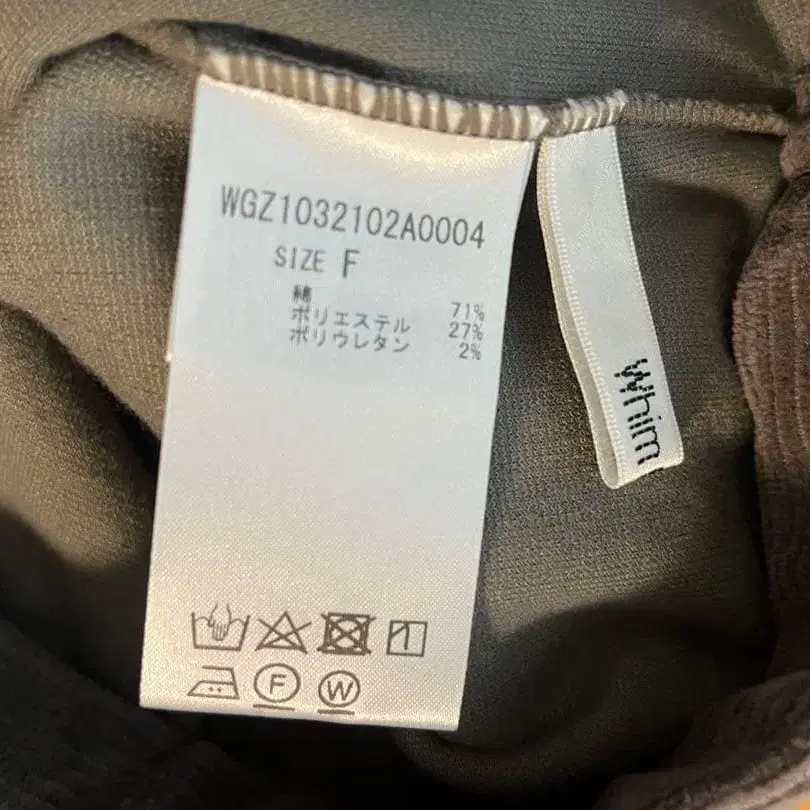 WGZ1032102A0004
SIZE F
綿 71%
ポリエステル 27%
ポリウレタン 2%
F W
Whim